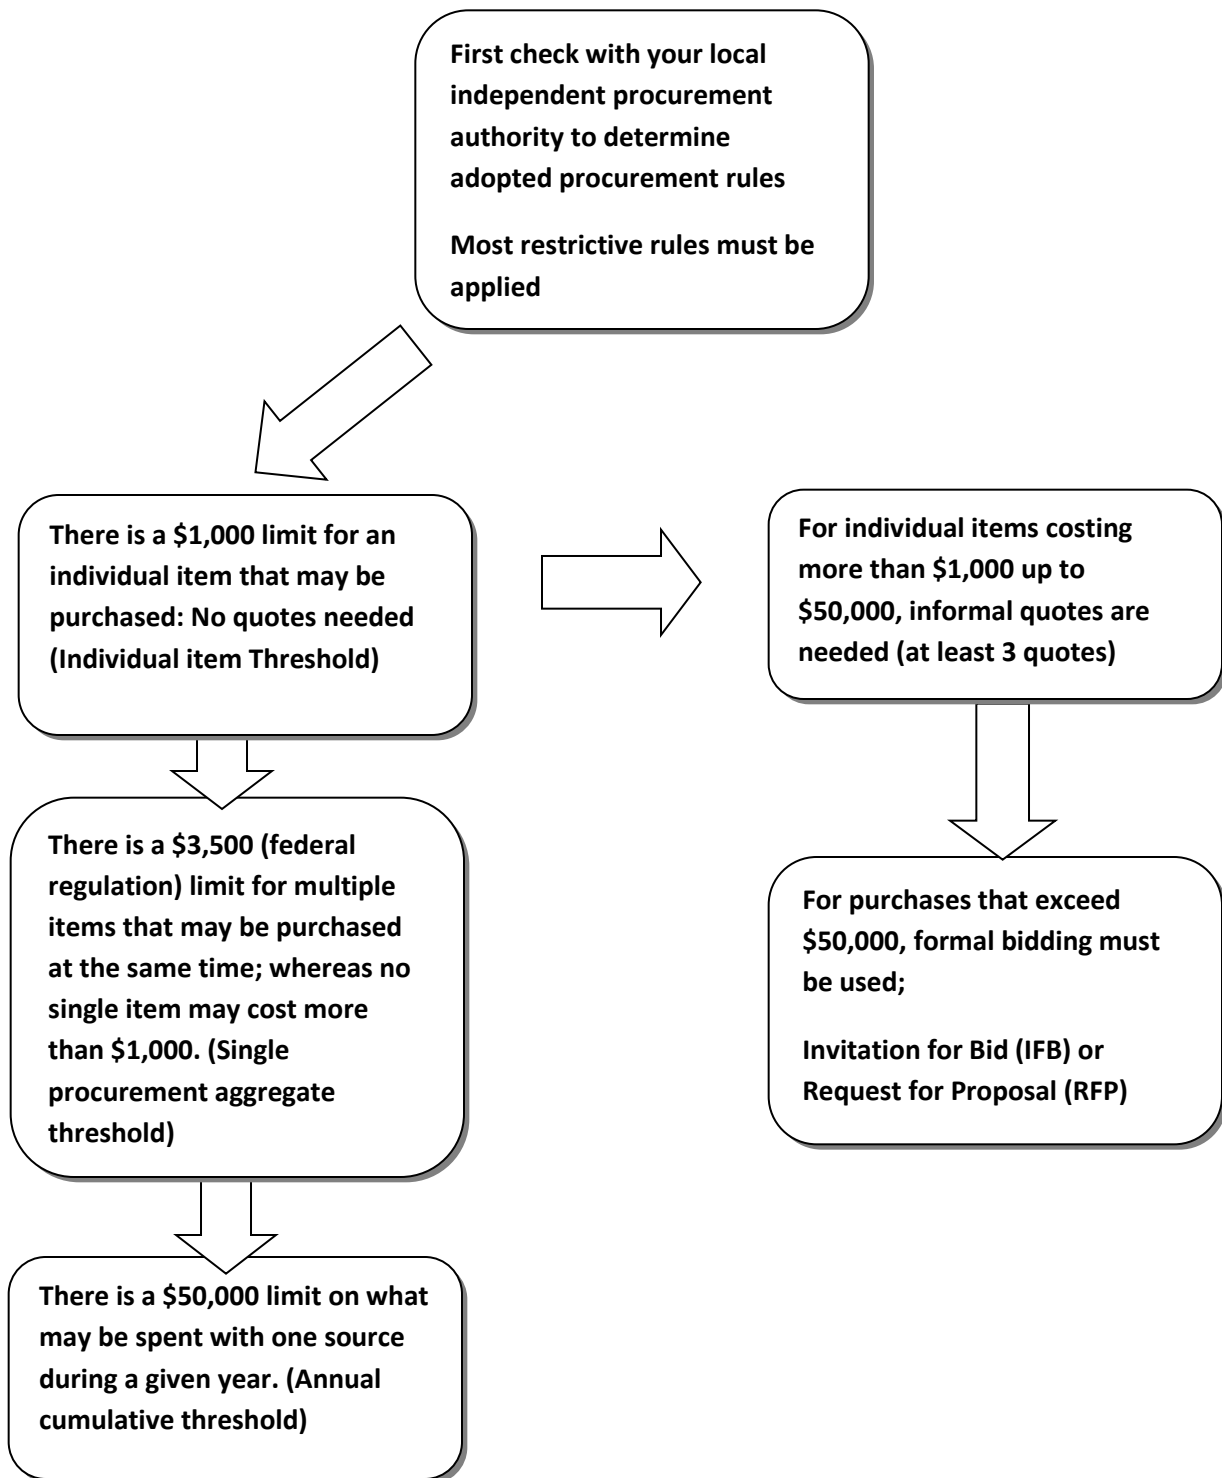 First check with your local
independent procurement
authority to determine
adopted procurement rules
Most restrictive rules must be
applied
There is a $1,000 limit for an
individual item that may be
purchased: No quotes needed
(Individual item Threshold)
For individual items costing
more than $1,000 up to
$50,000, informal quotes are
needed (at least 3 quotes)
There is a $3,500 (federal
regulation) limit for multiple
items that may be purchased
at the same time; whereas no
single item may cost more
than $1,000. (Single
procurement aggregate
threshold)
For purchases that exceed
$50,000, formal bidding must
be used;
Invitation for Bid (IFB) or
Request for Proposal (RFP)
There is a $50,000 limit on what
may be spent with one source
during a given year. (Annual
cumulative threshold)